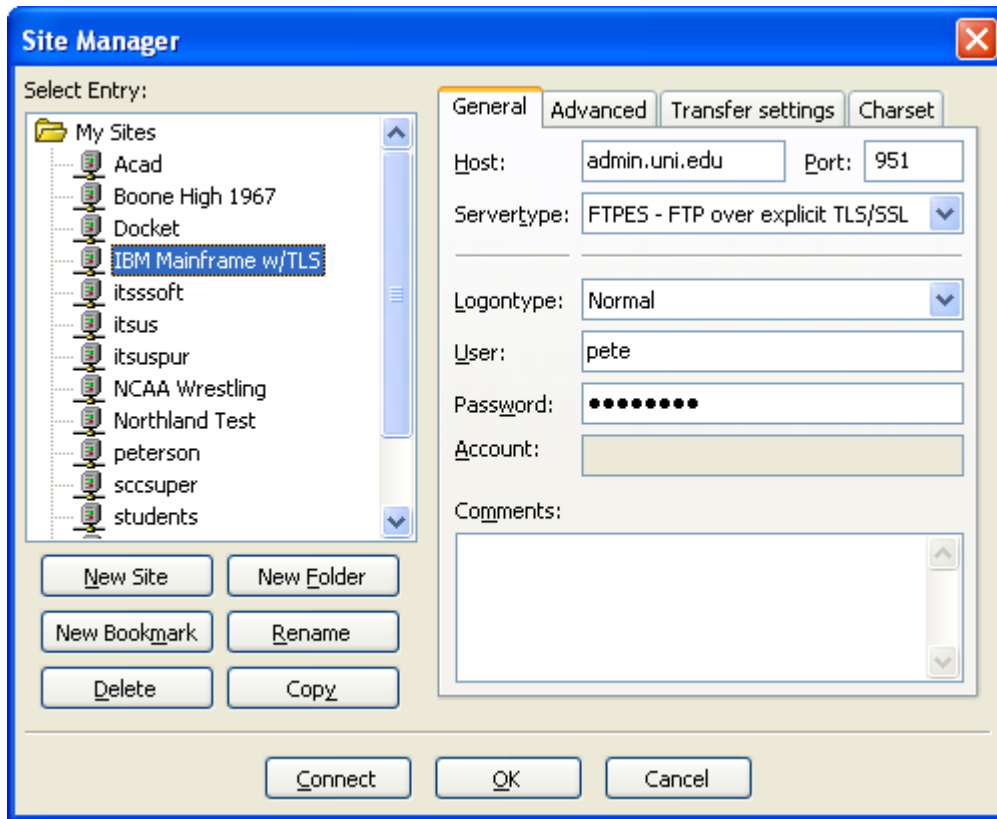 Site Manager
Select Entry:
My Sites
Acad
Boone High 1967
Docket
IBM Mainframe w/TLS
itsssoft
itsus
itsuspur
NCAA Wrestling
Northland Test
peterson
sccsuper
students
New Site New Folder
New Bookmark Rename
Delete Copy
General Advanced Transfer settings Charset
Host: admin.uni.edu Port: 951
Servertype: FTPES - FTP over explicit TLS/SSL
Logontype: Normal
User: pete
Password: ●●●●●●●●
Account:
Comments:
Connect OK Cancel